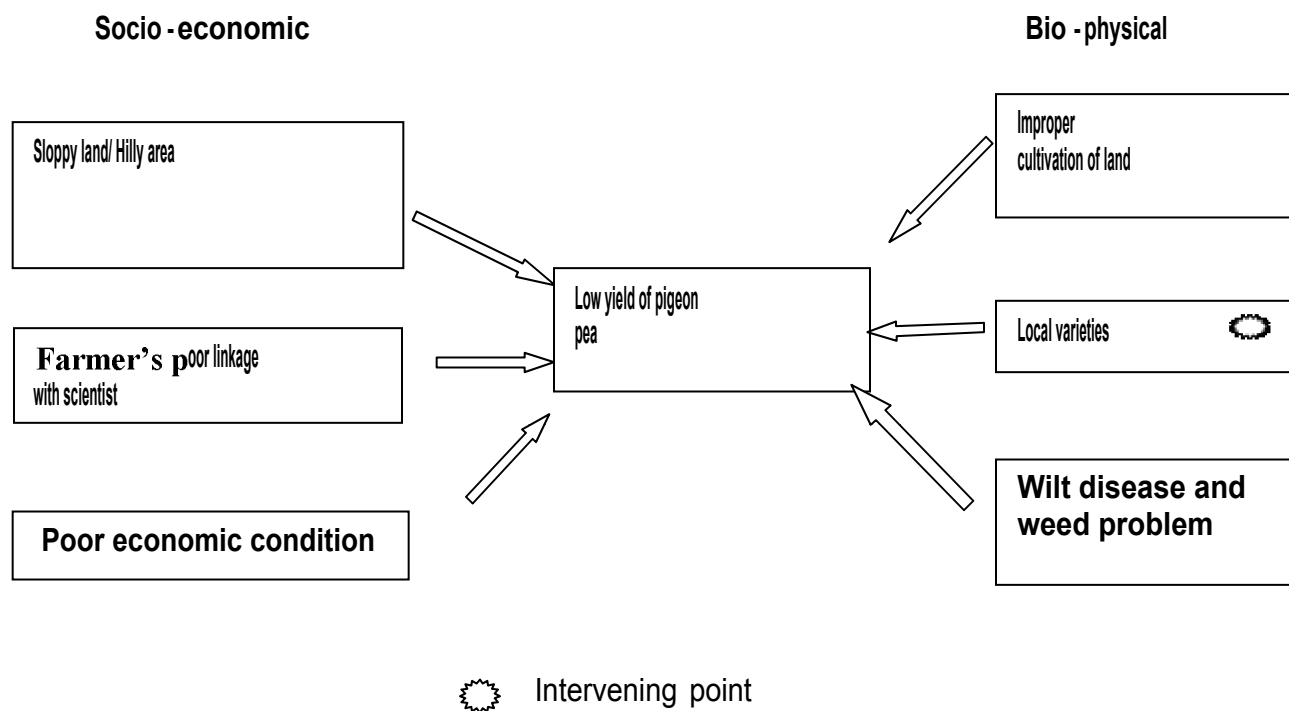 Socio - economic
Bio - physical
Sloppy land/ Hilly area
Improper
cultivation of land
Low yield of pigeon
pea
Farmer's poor linkage
with scientist
Local varieties
Poor economic condition
Wilt disease and
weed problem
Intervening point